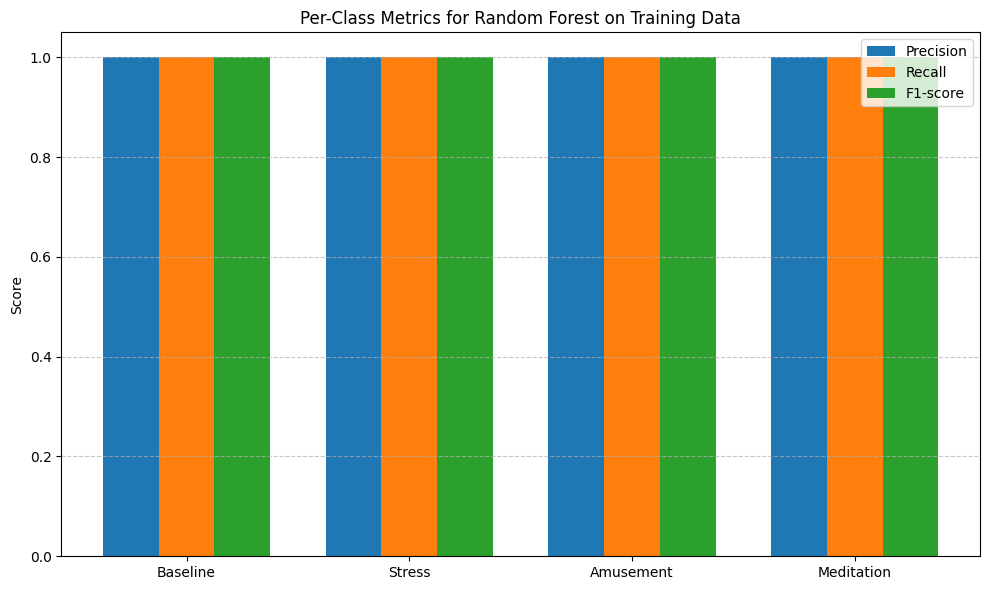 Per-Class Metrics for Random Forest on Training Data
Precision
Recall
F1-score
Score
1.0
0.8
0.6
0.4
0.2
0.0
Baseline
Stress
Amusement
Meditation